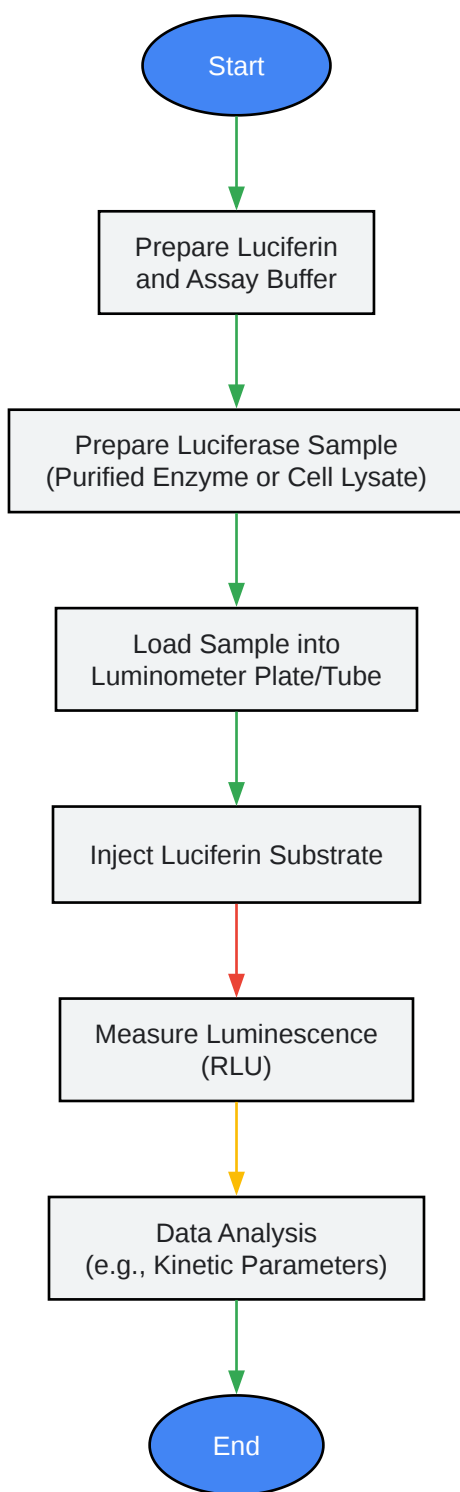 Start
Prepare Luciferin
and Assay Buffer
Prepare Luciferase Sample
(Purified Enzyme or Cell Lysate)
Load Sample into
Luminometer Plate/Tube
Inject Luciferin Substrate
Measure Luminescence
(RLU)
Data Analysis
(e.g., Kinetic Parameters)
End